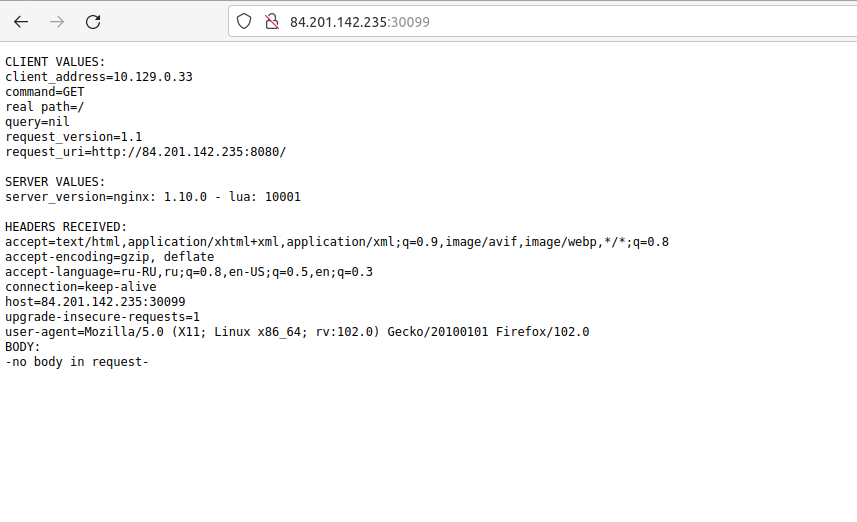 84.201.142.235:30099
CLIENT VALUES:
client_address=10.129.0.33
command=GET
real path=/
query=nil
request_version=1.1
request_uri=http://84.201.142.235:8080/
SERVER VALUES:
server_version=nginx: 1.10.0 - lua: 10001
HEADERS RECEIVED:
accept=text/html,application/xhtml+xml,application/xml;q=0.9,image/avif,image/webp,*/*;q=0.8
accept-encoding=gzip, deflate
accept-language=ru-RU,ru;q=0.8,en-US;q=0.5,en;q=0.3
connection=keep-alive
host=84.201.142.235:30099
upgrade-insecure-requests=1
user-agent=Mozilla/5.0 (X11; Linux x86_64; rv:102.0) Gecko/20100101 Firefox/102.0
BODY:
-no body in request-